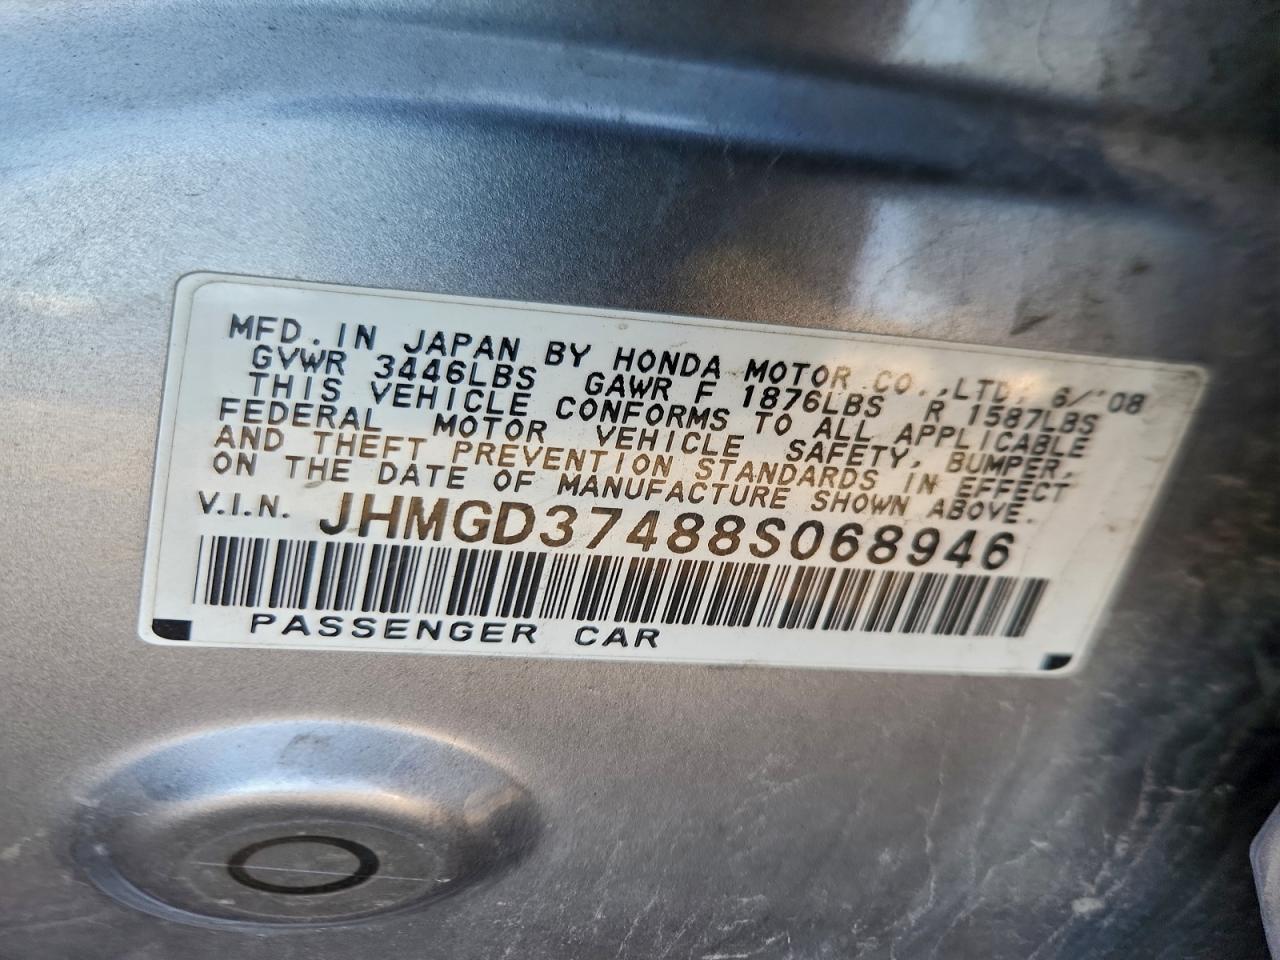 MFD. IN JAPAN BY HONDA MOTOR CO.,LTD. 6/'08
GVWR 3446LBS GAWR F 1876LBS R 1587LBS
THIS VEHICLE CONFORMS TO ALL APPLICABLE
FEDERAL MOTOR VEHICLE SAFETY, BUMPER,
AND THEFT PREVENTION STANDARDS IN EFFECT
ON THE DATE OF MANUFACTURE SHOWN ABOVE.
V.I.N. JHMGD37488S068946
PASSENGER CAR